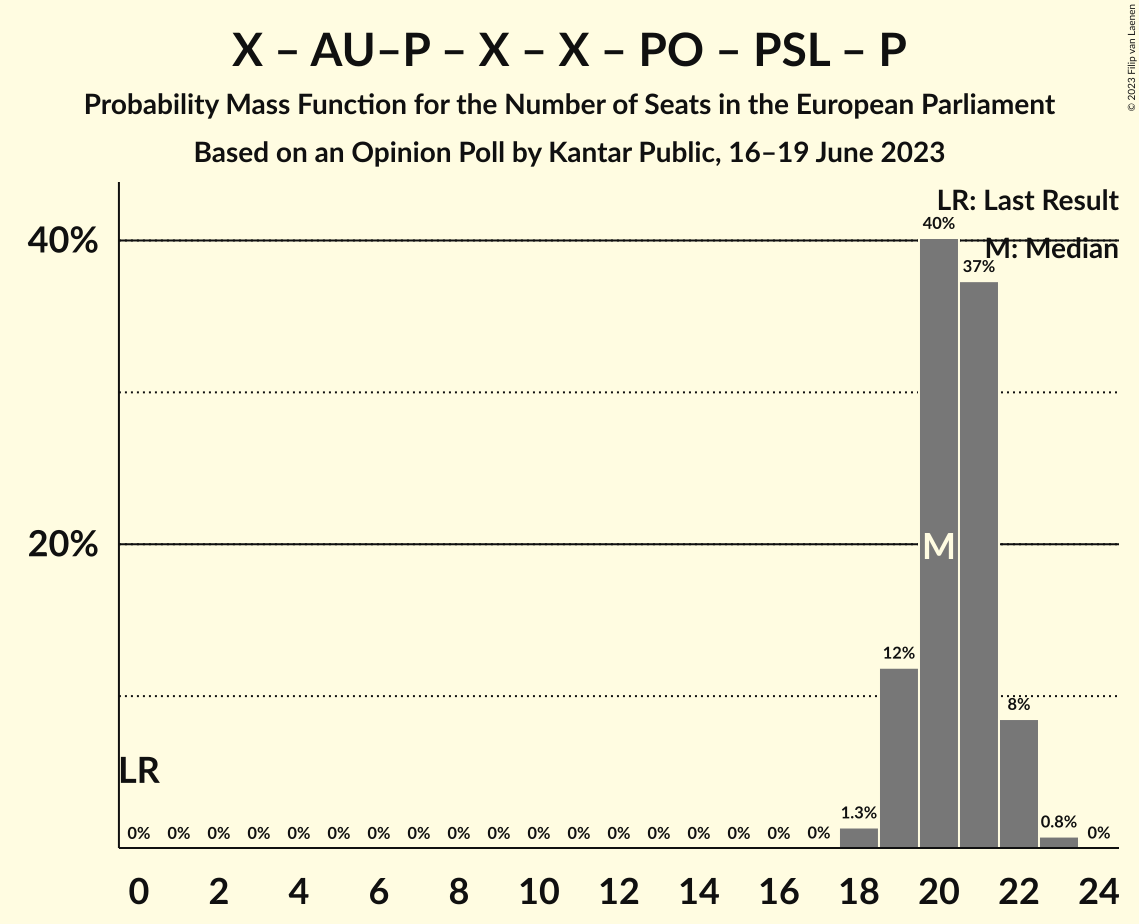 X – AU–P – X – X – PO – PSL – P
Probability Mass Function for the Number of Seats in the European Parliament
Based on an Opinion Poll by Kantar Public, 16–19 June 2023
© 2023 Filip van Laenen
LR: Last Result
M: Median
40%
20%
40%
37%
M
12%
8%
LR
0% 0% 0% 0% 0% 0% 0% 0% 0% 0% 0% 0% 0% 0% 0% 0% 0% 0% 1.3% 0.8% 0%
0 2 4 6 8 10 12 14 16 18 20 22 24